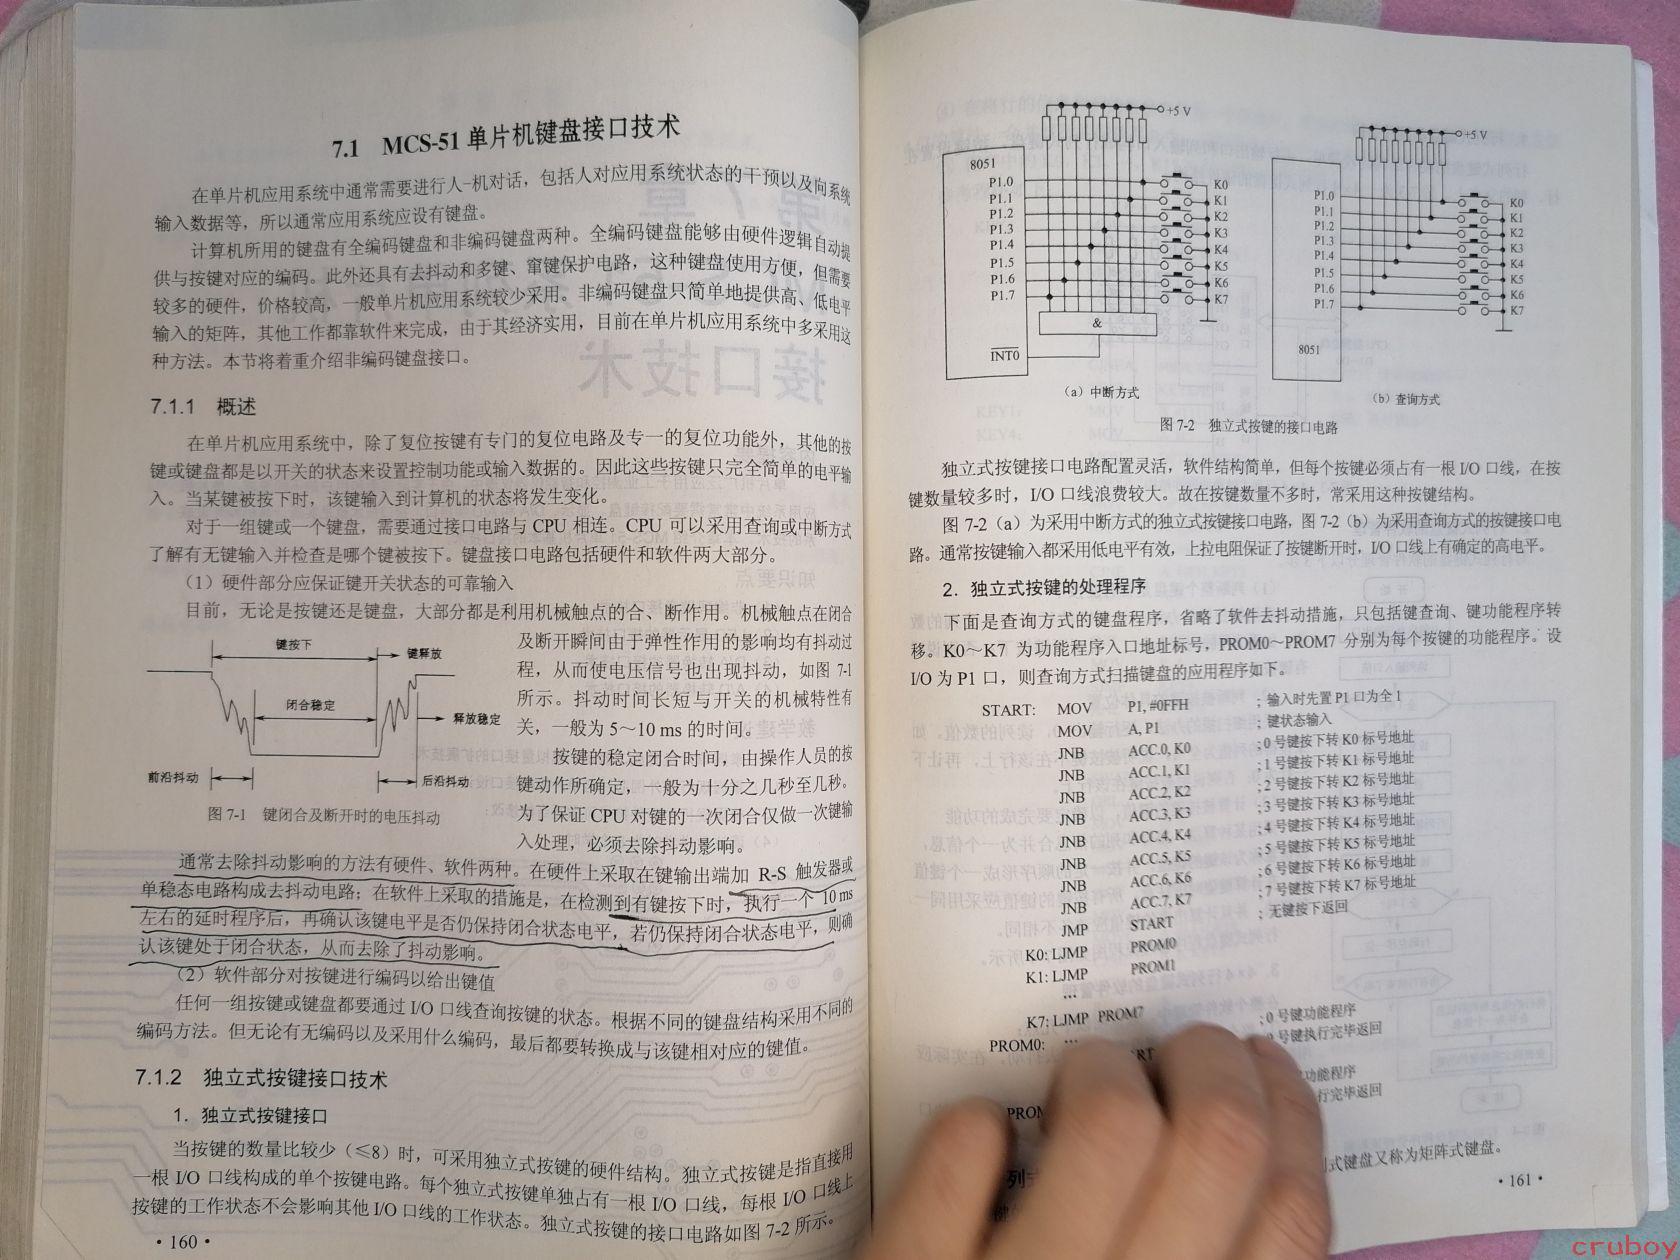 7.1 MCS-51 单片机键盘接口技术
在单片机应用系统中通常需要进行人-机对话，包括人对应用系统状态的干预以及向系统
输入数据等，所以通常应用系统应设有键盘。
计算机所用的键盘有全编码键盘和非编码键盘两种。全编码键盘能够由硬件逻辑自动提
供与按键对应的编码。此外还具有去抖动和多键、窜键保护电路，这种键盘使用方便，但需要
较多的硬件，价格较高，一般单片机应用系统较少采用。非编码键盘只简单地提供高、低电平
输入的矩阵，其他工作都靠软件来完成，由于其经济实用，目前在单片机应用系统中多采用这
种方法。本节将着重介绍非编码键盘接口。
7.1.1 概述
在单片机应用系统中，除了复位按键有专门的复位电路及专一的复位功能外，其他的按
键或键盘都是以开关的状态来设置控制功能或输入数据的。因此这些按键只完全简单的电平输
入。当某键被按下时，该键输入到计算机的状态将发生变化。
对于一组键或一个键盘，需要通过接口电路与 CPU 相连。CPU 可以采用查询或中断方式
了解有无键输入并检查是哪个键被按下。键盘接口电路包括硬件和软件两大部分。
（1）硬件部分应保证键开关状态的可靠输入
目前，无论是按键还是键盘，大部分都是利用机械触点的合、断作用。机械触点在闭合
及断开瞬间由于弹性作用的影响均有抖动过
程，从而使电压信号也出现抖动，如图 7-1
所示。抖动时间长短与开关的机械特性有
关，一般为 5～10 ms 的时间。
按键的稳定闭合时间，由操作人员的按
键动作所确定，一般为十分之几秒至几秒。
为了保证 CPU 对键的一次闭合仅做一次键输
入处理，必须去除抖动影响。
键按下
键释放
闭合稳定
释放稳定
前沿抖动
后沿抖动
图 7-1 键闭合及断开时的电压抖动
通常去除抖动影响的方法有硬件、软件两种。在硬件上采取在键输出端加 R-S 触发器或
单稳态电路构成去抖动电路；在软件上采取的措施是，在检测到有键按下时，执行一个 10 ms
左右的延时程序后，再确认该键电平是否仍保持闭合状态电平，若仍保持闭合状态电平，则确
认该键处于闭合状态，从而去除了抖动影响。
（2）软件部分对按键进行编码以给出键值
任何一组按键或键盘都要通过 I/O 口线查询按键的状态。根据不同的键盘结构采用不同的
编码方法。但无论有无编码以及采用什么编码，最后都要转换成与该键相对应的键值。
7.1.2 独立式按键接口技术
1．独立式按键接口
当按键的数量比较少（≤8）时，可采用独立式按键的硬件结构。独立式按键是指直接用
一根 I/O 口线构成的单个按键电路。每个独立式按键单独占有一根 I/O 口线，每根 I/O 口线上
按键的工作状态不会影响其他 I/O 口线的工作状态。独立式按键的接口电路如图 7-2 所示。
·160·
+5 V
8051
P1.0
P1.1
P1.2
P1.3
P1.4
P1.5
P1.6
P1.7
K0
K1
K2
K3
K4
K5
K6
K7
&
INT0
（a）中断方式
+5 V
P1.0
P1.1
P1.2
P1.3
P1.4
P1.5
P1.6
P1.7
K0
K1
K2
K3
K4
K5
K6
K7
8051
（b）查询方式
图 7-2 独立式按键的接口电路
独立式按键接口电路配置灵活，软件结构简单，但每个按键必须占有一根 I/O 口线，在按
键数量较多时，I/O 口线浪费较大。故在按键数量不多时，常采用这种按键结构。
图 7-2（a）为采用中断方式的独立式按键接口电路，图 7-2（b）为采用查询方式的按键接口电
路。通常按键输入都采用低电平有效，上拉电阻保证了按键断开时，I/O 口线上有确定的高电平。
2．独立式按键的处理程序
下面是查询方式的键盘程序，省略了软件去抖动措施，只包括键查询、键功能程序转
移。K0～K7 为功能程序入口地址标号，PROM0～PROM7 分别为每个按键的功能程序。设
I/O 为 P1 口，则查询方式扫描键盘的应用程序如下。
START: MOV P1, #0FFH ；输入时先置 P1 口为全 1
MOV A, P1 ；键状态输入
JNB ACC.0, K0 ；0 号键按下转 K0 标号地址
JNB ACC.1, K1 ；1 号键按下转 K1 标号地址
JNB ACC.2, K2 ；2 号键按下转 K2 标号地址
JNB ACC.3, K3 ；3 号键按下转 K3 标号地址
JNB ACC.4, K4 ；4 号键按下转 K4 标号地址
JNB ACC.5, K5 ；5 号键按下转 K5 标号地址
JNB ACC.6, K6 ；6 号键按下转 K6 标号地址
JNB ACC.7, K7 ；7 号键按下转 K7 标号地址
JMP START ；无键按下返回
K0: LJMP PROM0
K1: LJMP PROM1
…
K7: LJMP PROM7
PROM0: … ；0 号键功能程序
号键执行完毕返回
功能程序
行完毕返回
PROM
式键盘又称为矩阵式键盘。
·161·
cruboy